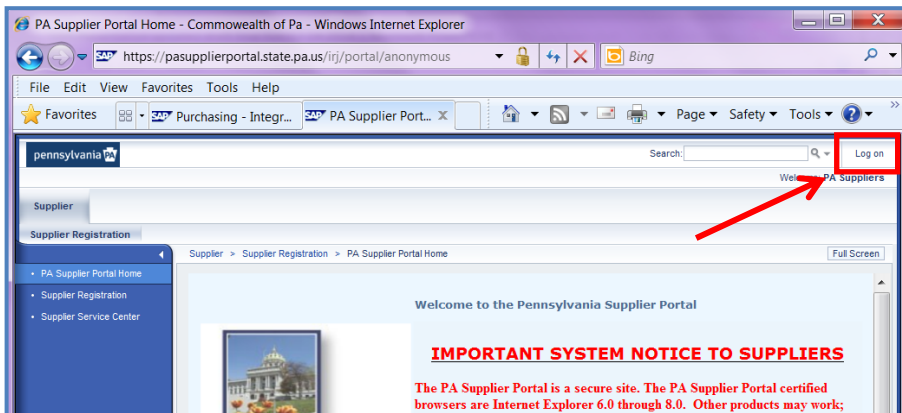 PA Supplier Portal Home - Commowealth of Pa - Windows Internet Explorer
https://pasupplierportal.state.pa.us/irj/portal/anonymous
Bing
File Edit View Favorites Tools Help
Favorites Purchasing - Integr... PA Supplier Port... Page Safety Tools
pennsylvania PA Search: Log on
PA Suppliers
Supplier
Supplier Registration
Supplier > Supplier Registration > PA Supplier Portal Home Full Screen
• PA Supplier Portal Home
• Supplier Registration
• Supplier Service Center
Welcome to the Pennsylvania Supplier Portal
IMPORTANT SYSTEM NOTICE TO SUPPLIERS
The PA Supplier Portal is a secure site. The PA Supplier Portal certified
browsers are Internet Explorer 6.0 through 8.0. Other products may work;